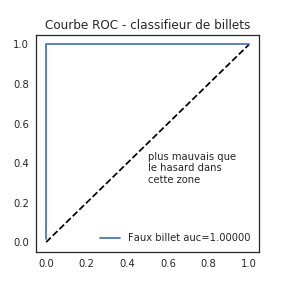 Courbe ROC - classifieur de billets
1.0
0.8
0.6
0.4
0.2
0.0
plus mauvais que
le hasard dans
cette zone
Faux billet auc=1.00000
0.0 0.2 0.4 0.6 0.8 1.0